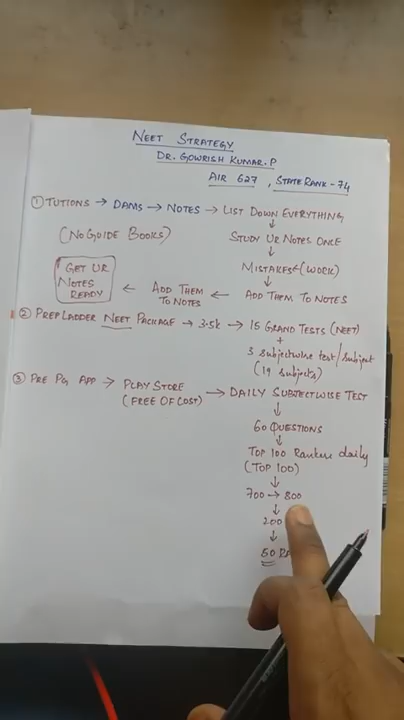 NEET STRATEGY
DR. GOWRISH KUMAR. P
AIR 627, STATE RANK - 74
① TUTIONS → DAMS → NOTES → LIST DOWN EVERYTHING
↓
(NO GUIDE BOOKS) STUDY UR NOTES ONCE
↓
MISTAKES (WORK)
↓
GET UR NOTES READY ← ADD THEM TO NOTES ← ADD THEM TO NOTES
② PREPLADDER NEET PACKAGE → 3.5K → 15 GRAND TESTS (NEET)
+
3 subjectwise test/subject
(19 subjects)
③ PRE PG APP → PLAY STORE (FREE OF COST) → DAILY SUBJECTWISE TEST
↓
60 QUESTIONS
↓
TOP 100 Rankers daily
(TOP 100)
↓
700 → 800
↓
200
↓
50